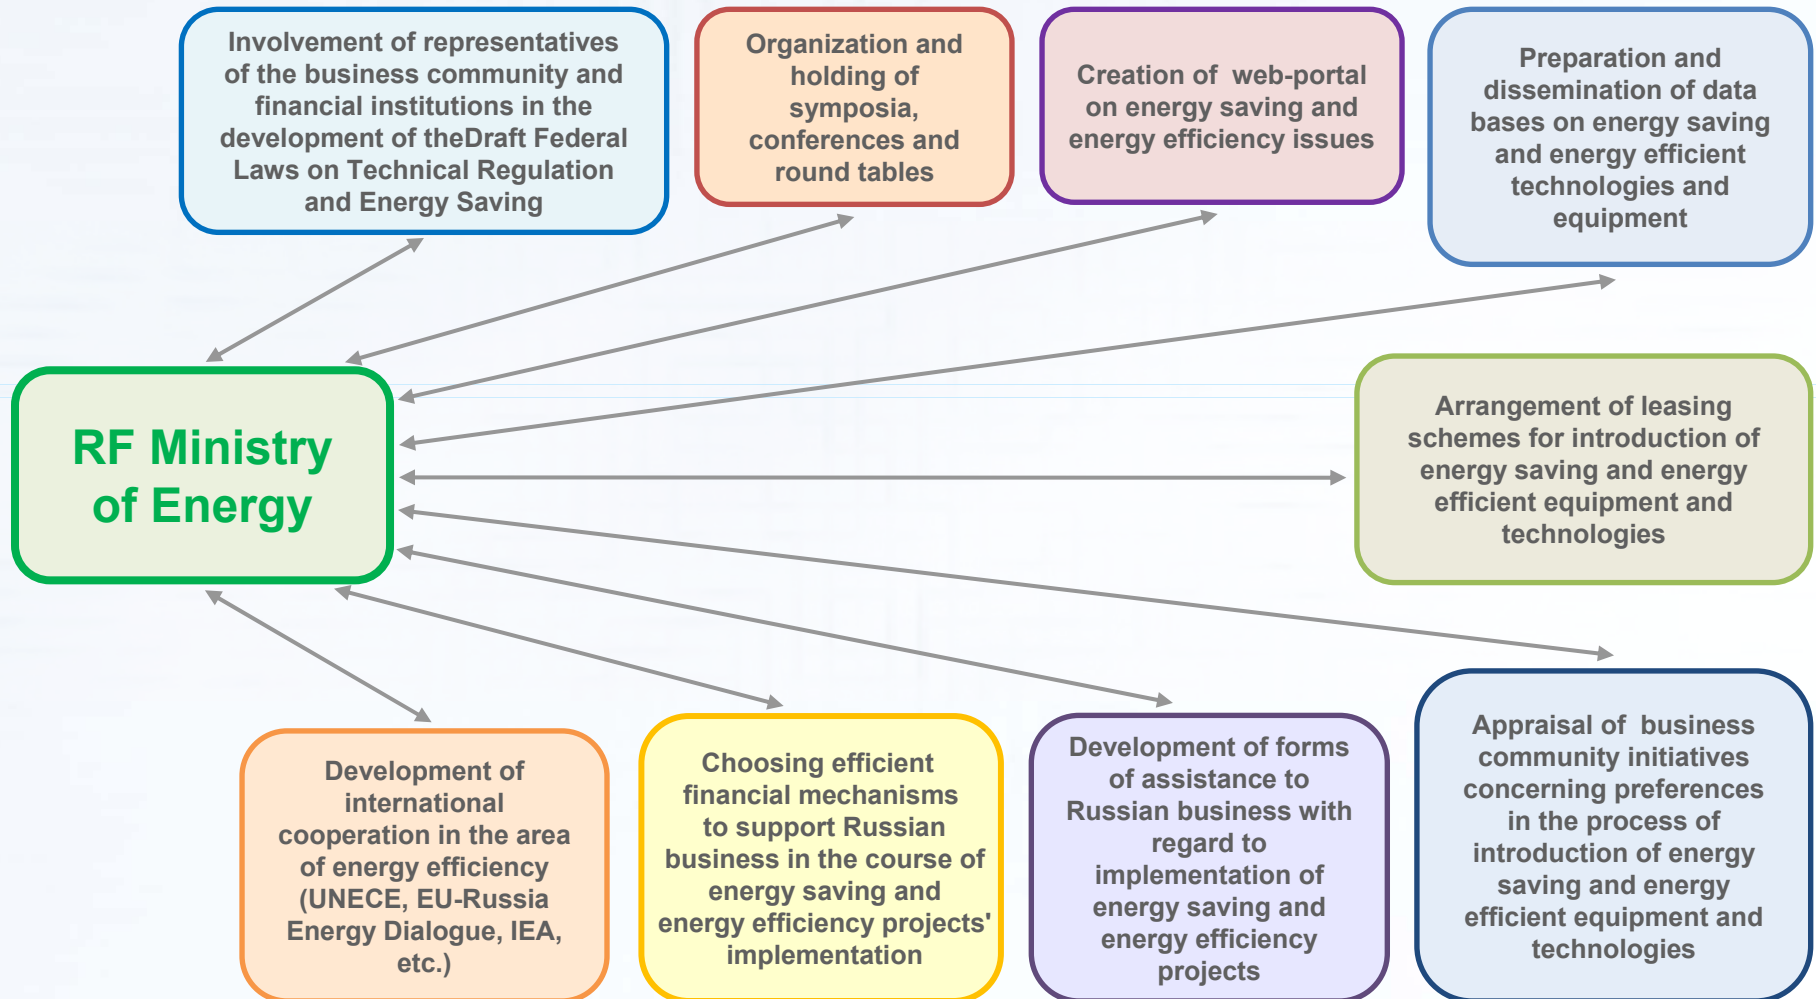 Involvement of representatives
of the business community and
financial institutions in the
development of theDraft Federal
Laws on Technical Regulation
and Energy Saving
Organization and
holding of
symposia,
conferences and
round tables
Creation of web-portal
on energy saving and
energy efficiency issues
Preparation and
dissemination of data
bases on energy saving
and energy efficient
technologies and
equipment
RF Ministry
of Energy
Arrangement of leasing
schemes for introduction of
energy saving and energy
efficient equipment and
technologies
Development of
international
cooperation in the area
of energy efficiency
(UNECE, EU-Russia
Energy Dialogue, IEA,
etc.)
Choosing efficient
financial mechanisms
to support Russian
business in the course of
energy saving and
energy efficiency projects'
implementation
Development of forms
of assistance to
Russian business with
regard to
implementation of
energy saving and
energy efficiency
projects
Appraisal of business
community initiatives
concerning preferences
in the process of
introduction of energy
saving and energy
efficient equipment and
technologies